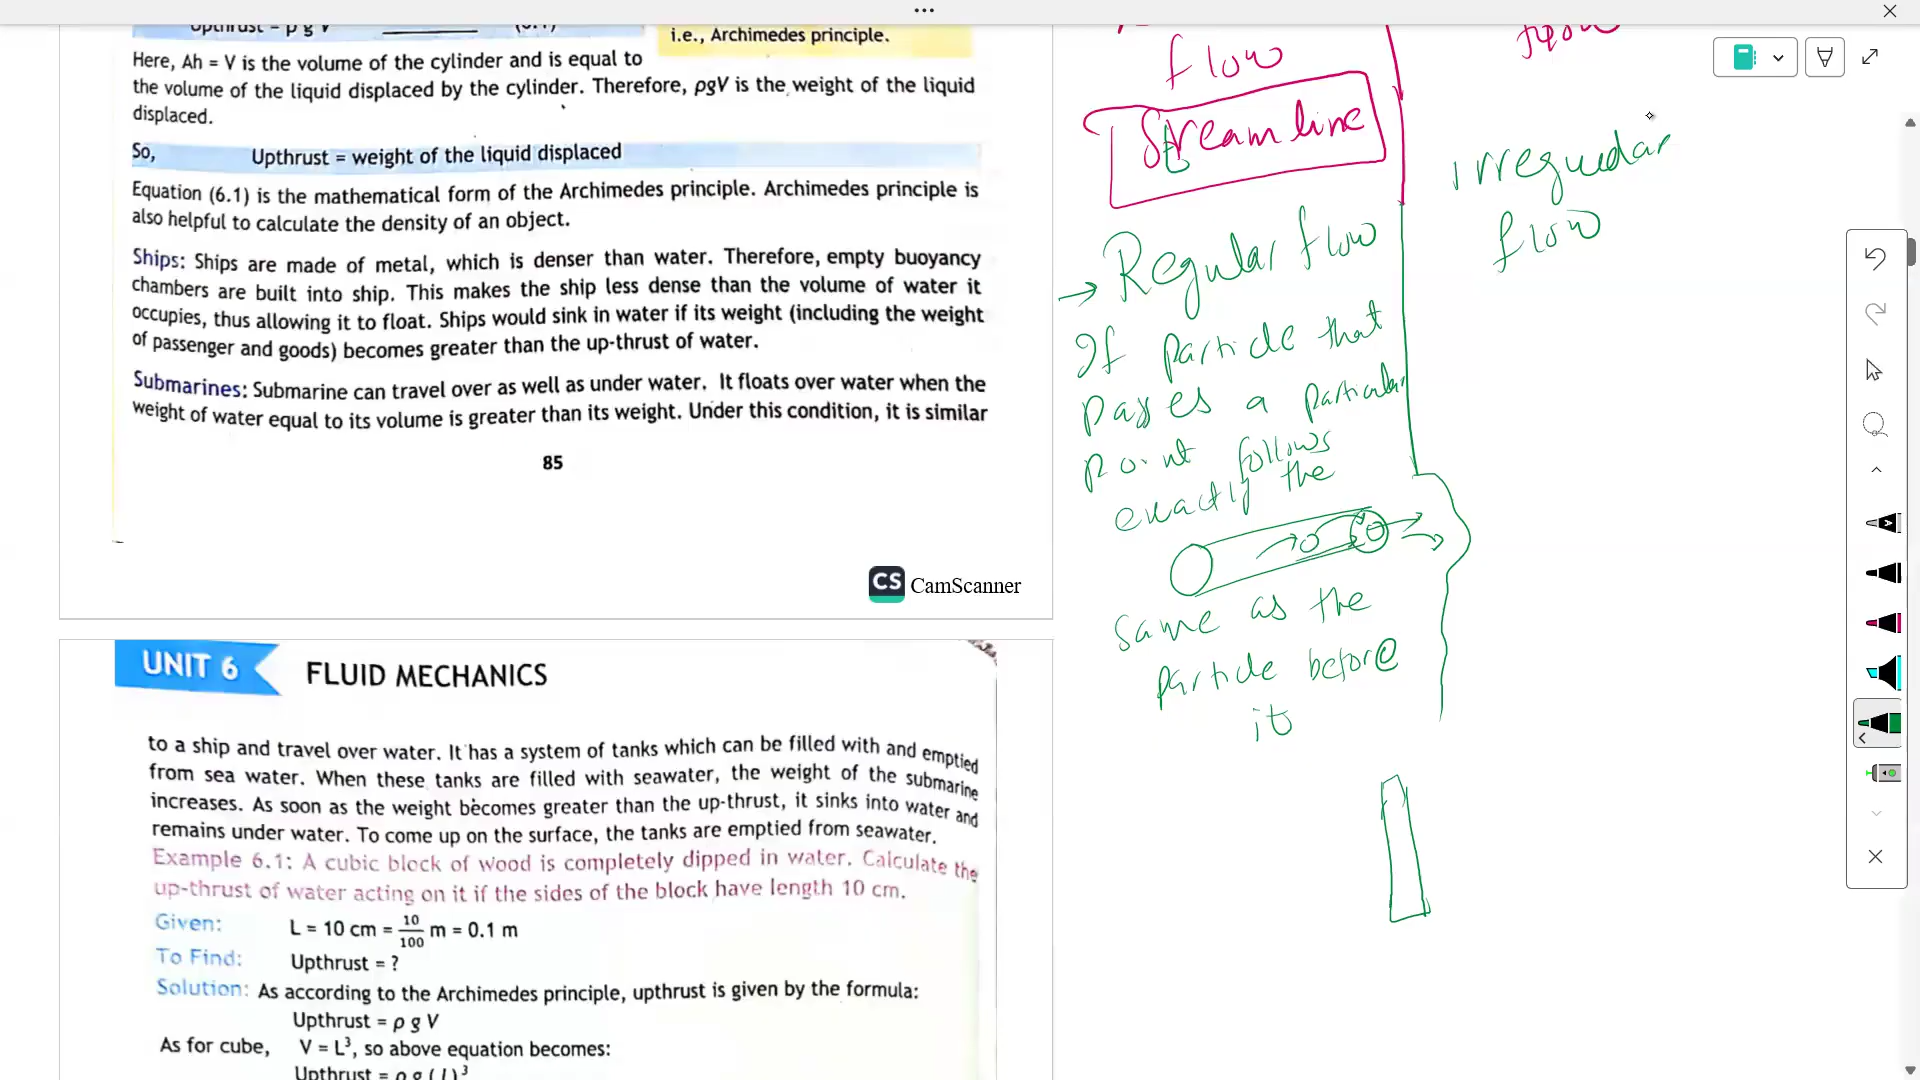 i.e., Archimedes principle.
Here, Ah = V is the volume of the cylinder and is equal to
the volume of the liquid displaced by the cylinder. Therefore, ρgV is the weight of the liquid
displaced.
So, Upthrust = weight of the liquid displaced
Equation (6.1) is the mathematical form of the Archimedes principle. Archimedes principle is
also helpful to calculate the density of an object.
Ships: Ships are made of metal, which is denser than water. Therefore, empty buoyancy
chambers are built into ship. This makes the ship less dense than the volume of water it
occupies, thus allowing it to float. Ships would sink in water if its weight (including the weight
of passenger and goods) becomes greater than the up-thrust of water.
Submarines: Submarine can travel over as well as under water. It floats over water when the
weight of water equal to its volume is greater than its weight. Under this condition, it is similar
85
CS CamScanner
UNIT 6 FLUID MECHANICS
to a ship and travel over water. It has a system of tanks which can be filled with and emptied
from sea water. When these tanks are filled with seawater, the weight of the submarine
increases. As soon as the weight becomes greater than the up-thrust, it sinks into water and
remains under water. To come up on the surface, the tanks are emptied from seawater.
Example 6.1: A cubic block of wood is completely dipped in water. Calculate the
up-thrust of water acting on it if the sides of the block have length 10 cm.
Given: L = 10 cm = 10/100 m = 0.1 m
To Find: Upthrust = ?
Solution: As according to the Archimedes principle, upthrust is given by the formula:
Upthrust = ρ g V
As for cube, V = L³, so above equation becomes:
Upthrust = ρ g (L)³
flow
Streamline
→ Regular flow
If Particle that
passes a particular
point follows
exactly the
same as the
particle before
it
flow
irregular
flow